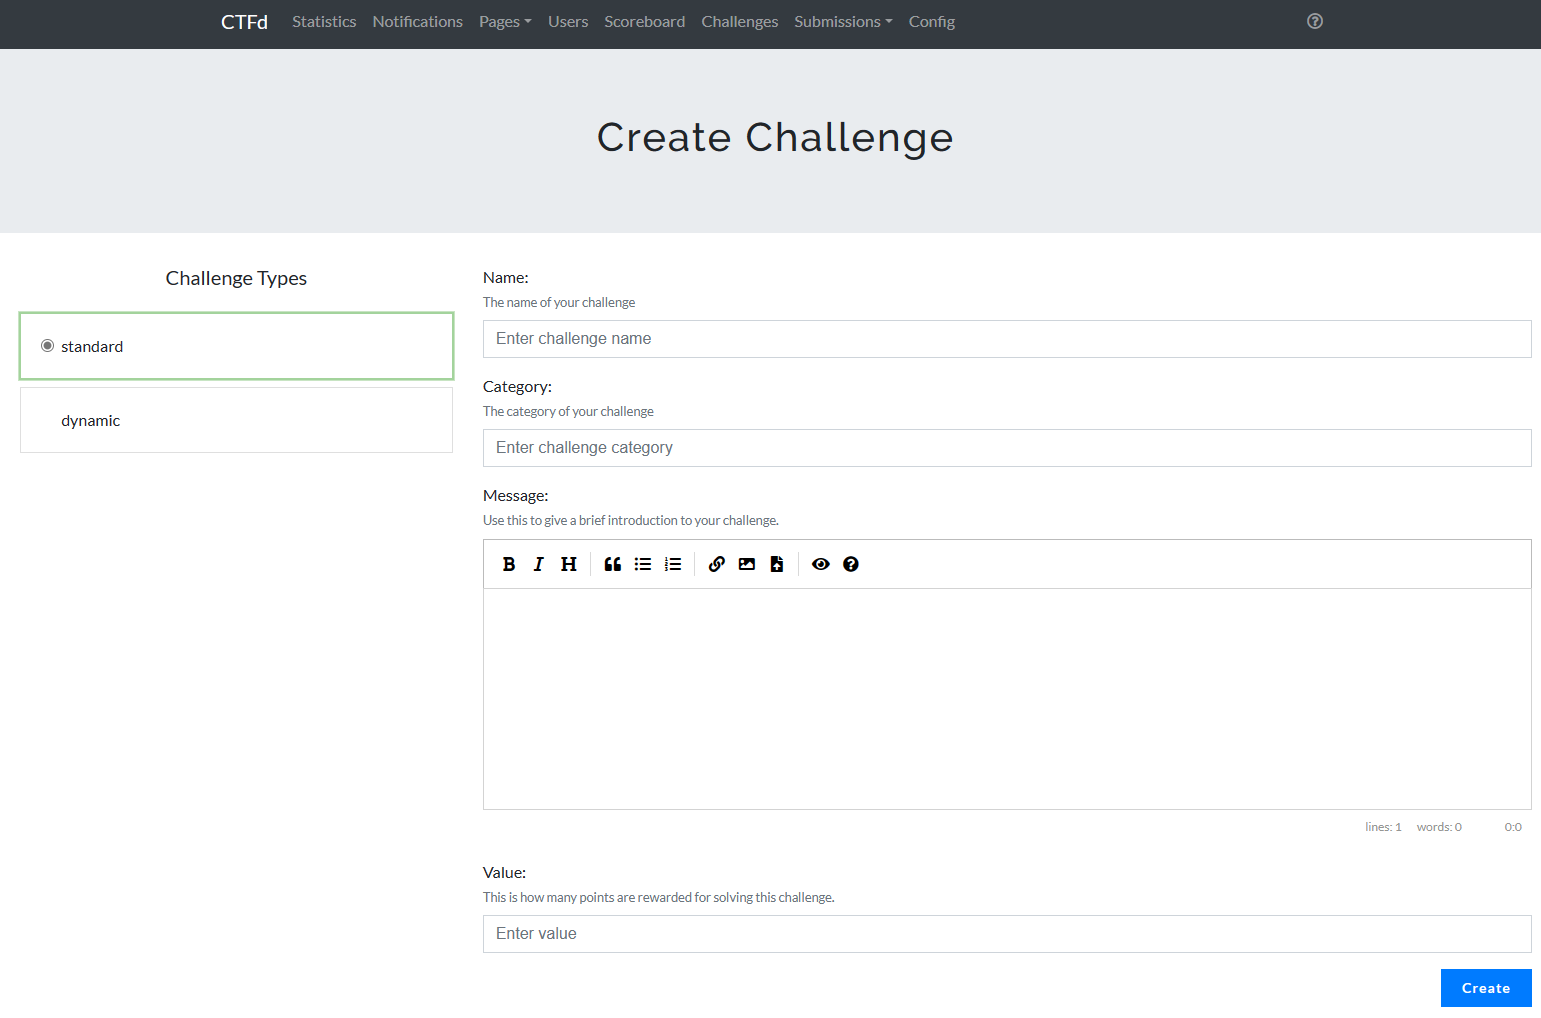 CTFd Statistics Notifications Pages Users Scoreboard Challenges Submissions Config
Create Challenge
Challenge Types
standard
dynamic
Name:
The name of your challenge
Enter challenge name
Category:
The category of your challenge
Enter challenge category
Message:
Use this to give a brief introduction to your challenge.
B I H
lines: 1 words: 0 0:0
Value:
This is how many points are rewarded for solving this challenge.
Enter value
Create